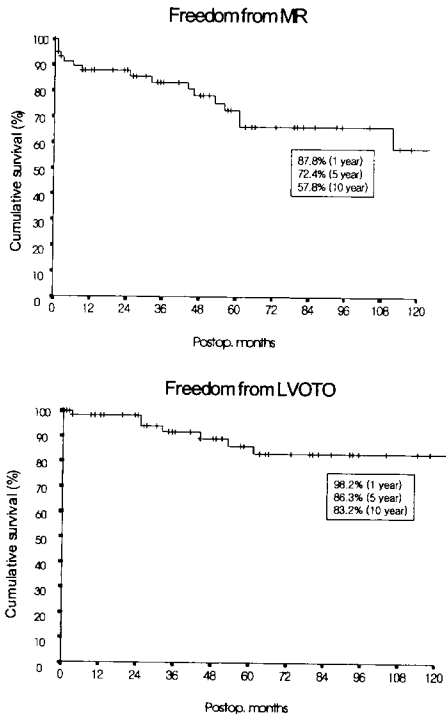 Freedom from MR
Cumulative survival (%)
100
90
80
70
60
50
40
30
20
10
0
87.8% (1 year)
72.4% (5 year)
57.8% (10 year)
0 12 24 36 48 60 72 84 96 108 120
Postop. months
Freedom from LVOTO
Cumulative survival (%)
100
90
80
70
60
50
40
30
20
10
0
98.2% (1 year)
86.3% (5 year)
83.2% (10 year)
0 12 24 36 48 60 72 84 96 108 120
Postop. months